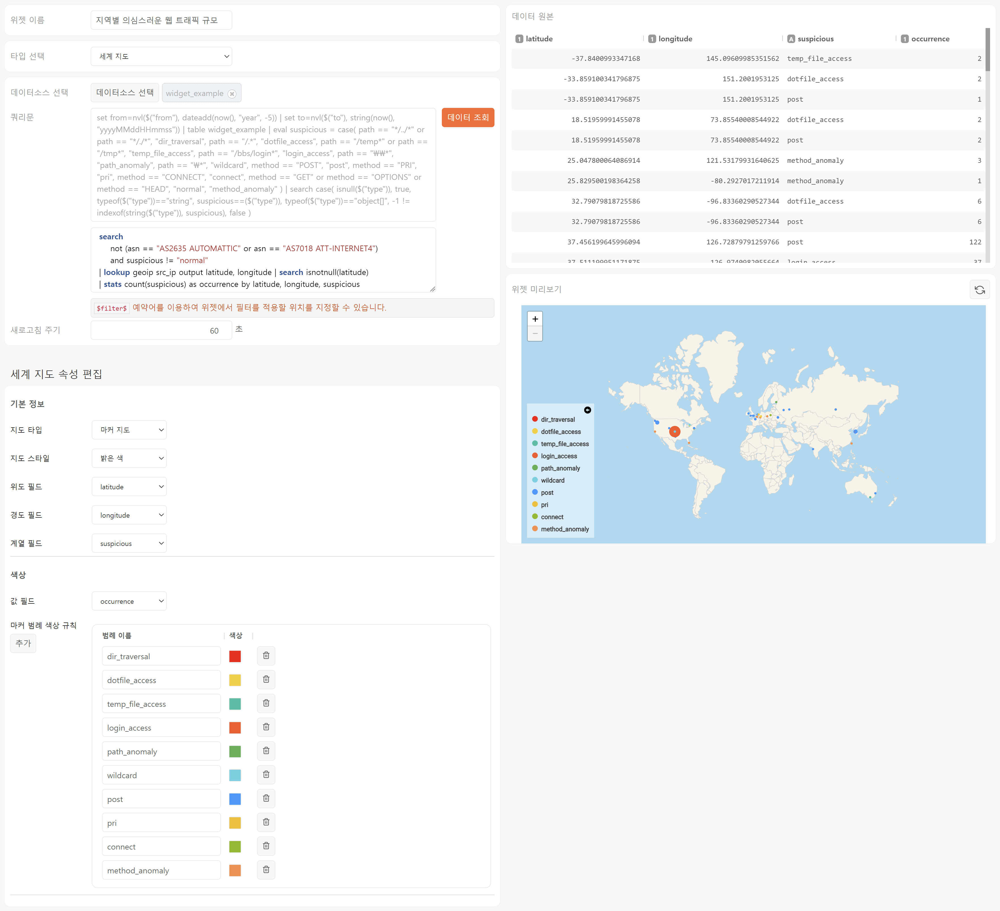 위젯 이름
지역별 의심스러운 웹 트래픽 규모
타입 선택
세계 지도
데이터소스 선택
데이터소스 선택
widget_example
쿼리문
set from=nvl($("from"), dateadd(now(), "year", -5)) | set to=nvl($("to"), string(now(),
"yyyyMMddHHmmss")) | table widget_example | eval suspicious = case( path == "*/../*" or
path == "*/./*", "dir_traversal", path == "/.*", "dotfile_access", path == "/temp*" or path ==
"/tmp*", "temp_file_access", path == "/bbs/login*", "login_access", path == "₩₩*",
"path_anomaly", path == "₩*", "wildcard", method == "POST", "post", method == "PRI",
"pri", method == "CONNECT", "connect", method == "GET" or method == "OPTIONS" or
method == "HEAD", "normal", "method_anomaly" ) | search case( isnull($("type")), true,
typeof($("type"))=="string", suspicious==($("type")), typeof($("type"))=="object[]", -1 !=
indexof(string($("type")), suspicious), false )
데이터 조회
search
not (asn == "AS2635 AUTOMATTIC" or asn == "AS7018 ATT-INTERNET4")
and suspicious != "normal"
| lookup geoip src_ip output latitude, longitude | search isnotnull(latitude)
| stats count(suspicious) as occurrence by latitude, longitude, suspicious
$filter$ 예약어를 이용하여 위젯에서 필터를 적용할 위치를 지정할 수 있습니다.
새로고침 주기
60
초
세계 지도 속성 편집
기본 정보
지도 타입
마커 지도
지도 스타일
밝은 색
위도 필드
latitude
경도 필드
longitude
계열 필드
suspicious
색상
값 필드
occurrence
마커 범례 색상 규칙
추가
범례 이름
색상
dir_traversal
dotfile_access
temp_file_access
login_access
path_anomaly
wildcard
post
pri
connect
method_anomaly
데이터 원본
1 latitude 1 longitude A suspicious 1 occurrence
-37.8400993347168 145.09609985351562 temp_file_access 2
-33.859100341796875 151.2001953125 dotfile_access 2
-33.859100341796875 151.2001953125 post 1
18.51959991455078 73.85540008544922 dotfile_access 2
18.51959991455078 73.85540008544922 post 2
25.047800064086914 121.53179931640625 method_anomaly 3
25.829500198364258 -80.2927017211914 method_anomaly 1
32.79079818725586 -96.83360290527344 dotfile_access 6
32.79079818725586 -96.83360290527344 post 6
37.456199645996094 126.72879791259766 post 122
37.511199951171875 126.9740982055664 login_access 37
위젯 미리보기
+
−
dir_traversal
dotfile_access
temp_file_access
login_access
path_anomaly
wildcard
post
pri
connect
method_anomaly